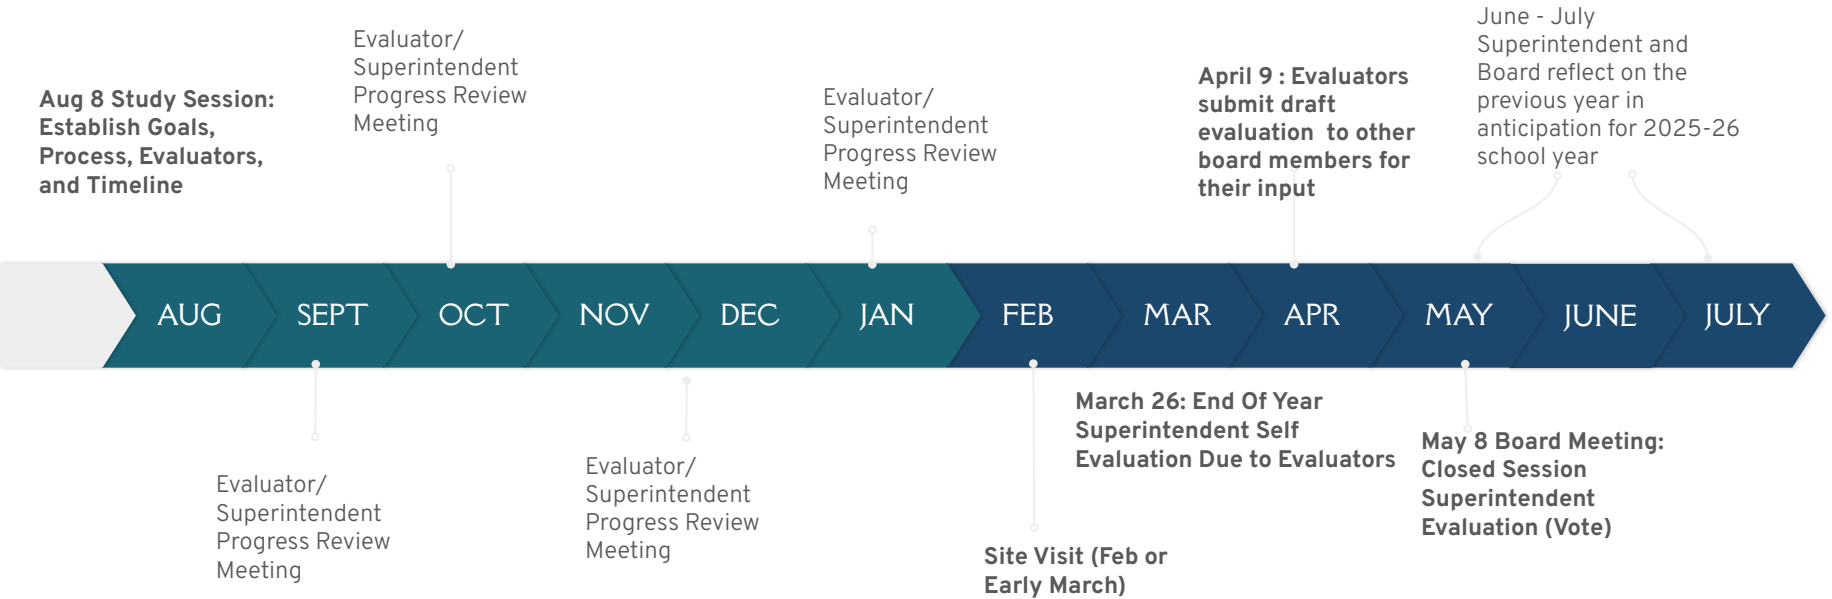 Aug 8 Study Session:
Establish Goals,
Process, Evaluators,
and Timeline
Evaluator/
Superintendent
Progress Review
Meeting
Evaluator/
Superintendent
Progress Review
Meeting
April 9 : Evaluators
submit draft
evaluation  to other
board members for
their input
June - July
Superintendent and
Board reflect on the
previous year in
anticipation for 2025-26
school year
AUG
SEPT
OCT
NOV
DEC
JAN
FEB
MAR
APR
MAY
JUNE
JULY
Evaluator/
Superintendent
Progress Review
Meeting
Evaluator/
Superintendent
Progress Review
Meeting
Site Visit (Feb or
Early March)
March 26: End Of Year
Superintendent Self
Evaluation Due to Evaluators
May 8 Board Meeting:
Closed Session
Superintendent
Evaluation (Vote)